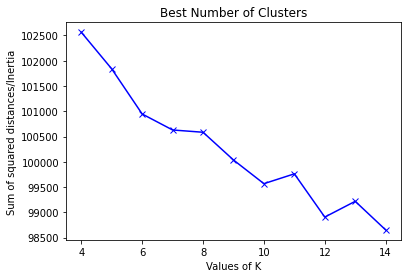 Best Number of Clusters
Sum of squared distances/Inertia
102500
102000
101500
101000
100500
100000
99500
99000
98500
4 6 8 10 12 14
Values of K